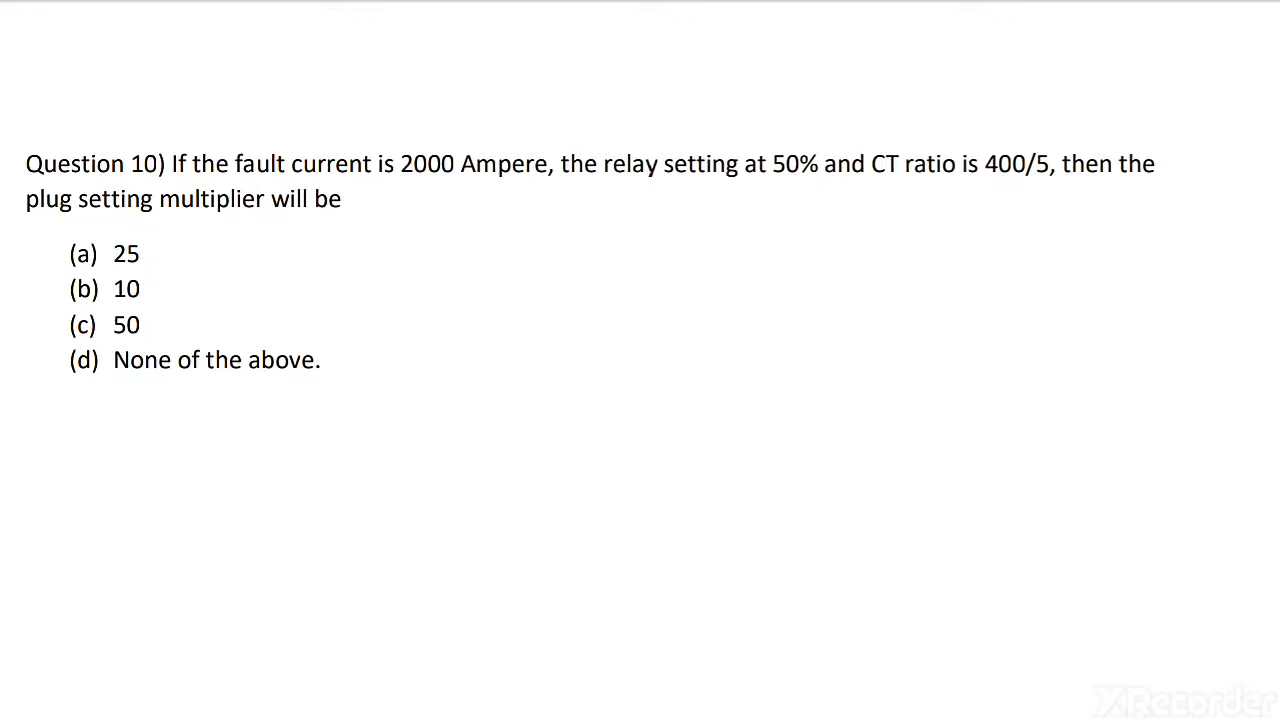 Question 10) If the fault current is 2000 Ampere, the relay setting at 50% and CT ratio is 400/5, then the
plug setting multiplier will be
(a) 25
(b) 10
(c) 50
(d) None of the above.
XRecorder